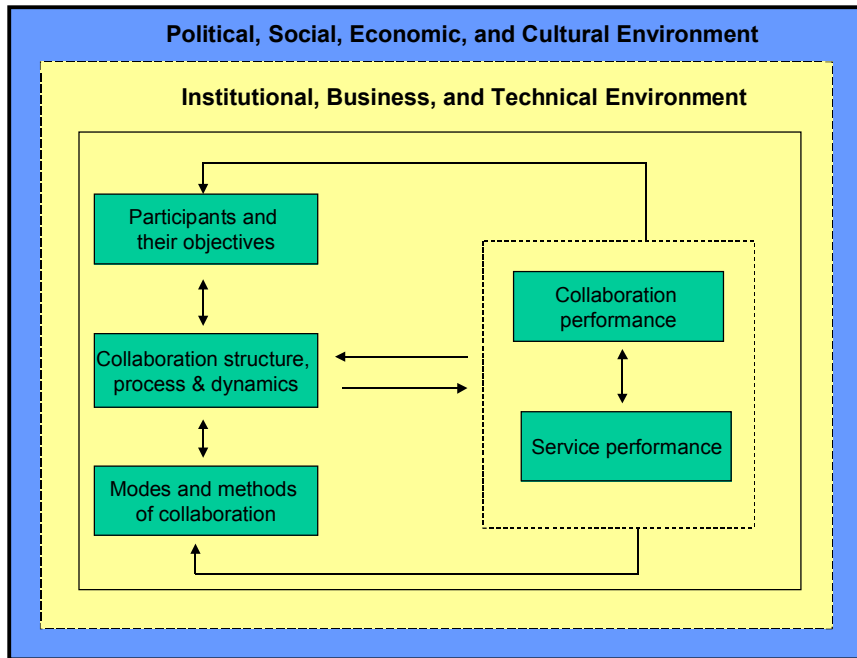 Political, Social, Economic, and Cultural Environment
Institutional, Business, and Technical Environment
Participants and
their objectives
Collaboration structure,
process & dynamics
Modes and methods
of collaboration
Collaboration
performance
Service performance